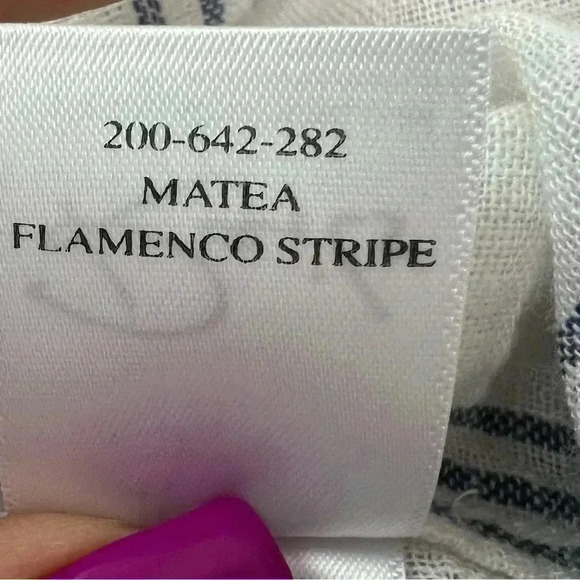 200-642-282
MATEA
FLAMENCO STRIPE